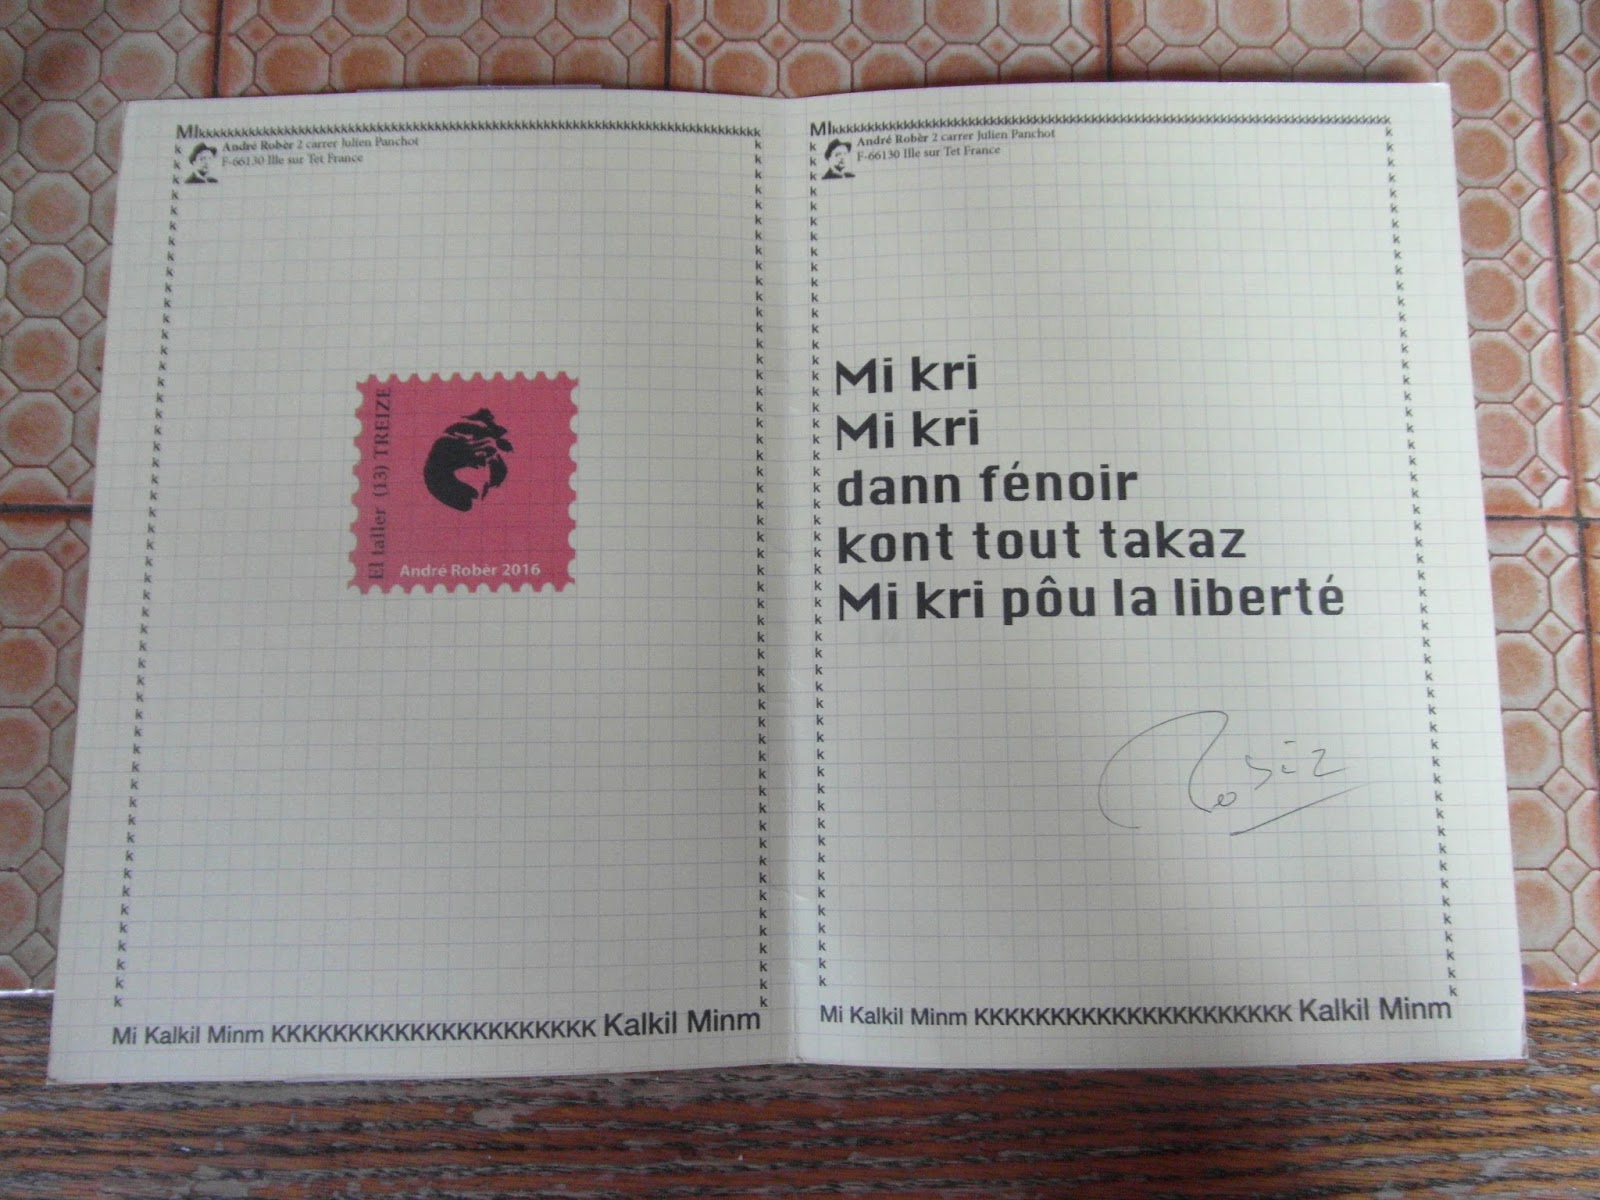 MIkkkkkkkkkkkkkkkkkkkkkkkkkkkkkkkkkkkkkkkkkkkkkkkkkkkkkkkkkkkkkkkkkkkkkkkkkkkkkk
André Robèr 2 carrer Julien Panchot
F-66130 Ille sur Tet France
El taller (13) TREIZE
André Robèr 2016
Mi Kalkil Minm KKKKKKKKKKKKKKKKKKKKK Kalkil Minm
MIkkkkkkkkkkkkkkkkkkkkkkkkkkkkkkkkkkkkkkkkkkkkkkkkkkkkkkkkkkkkkkkkkkkkkkkkkkkkkk
André Robèr 2 carrer Julien Panchot
F-66130 Ille sur Tet France
Mi kri
Mi kri
dann fénoir
kont tout takaz
Mi kri pôu la liberté
Mi Kalkil Minm KKKKKKKKKKKKKKKKKKKKK Kalkil Minm